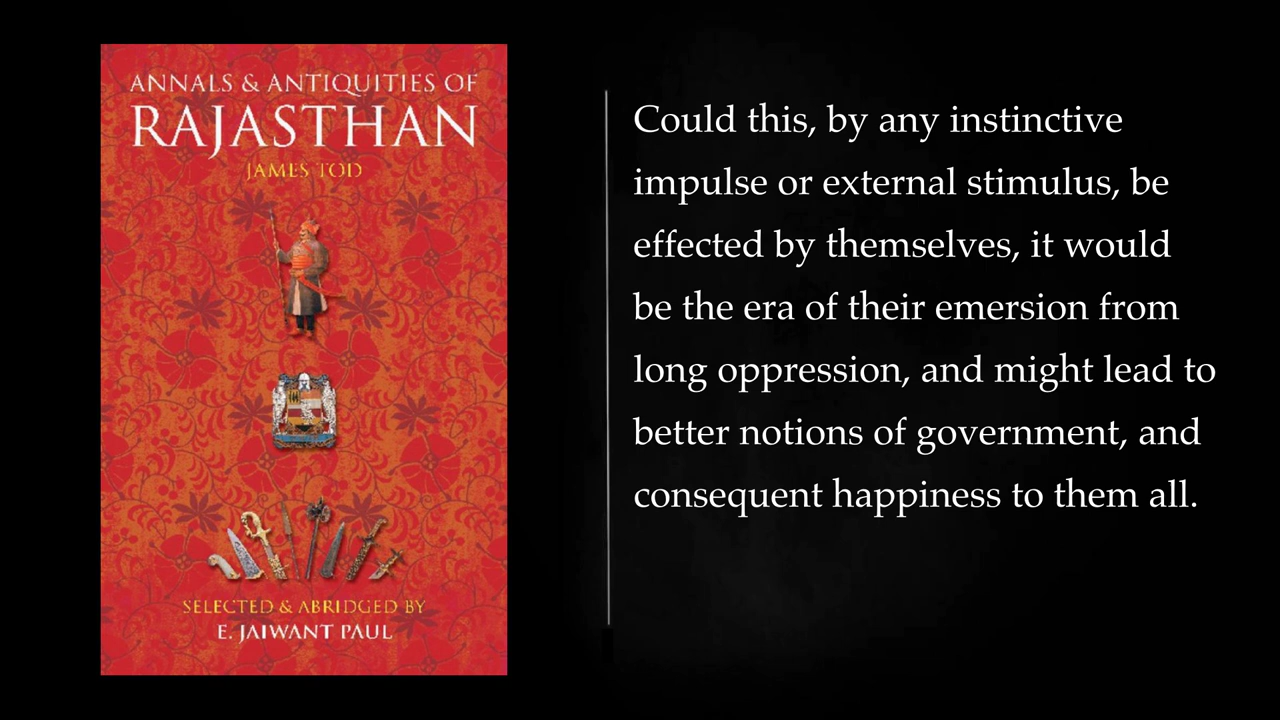 ANNALS & ANTIQUITIES OF
RAJASTHAN
JAMES TOD
SELECTED & ABRIDGED BY
E. JAIWANT PAUL
Could this, by any instinctive
impulse or external stimulus, be
effected by themselves, it would
be the era of their emersion from
long oppression, and might lead to
better notions of government, and
consequent happiness to them all.